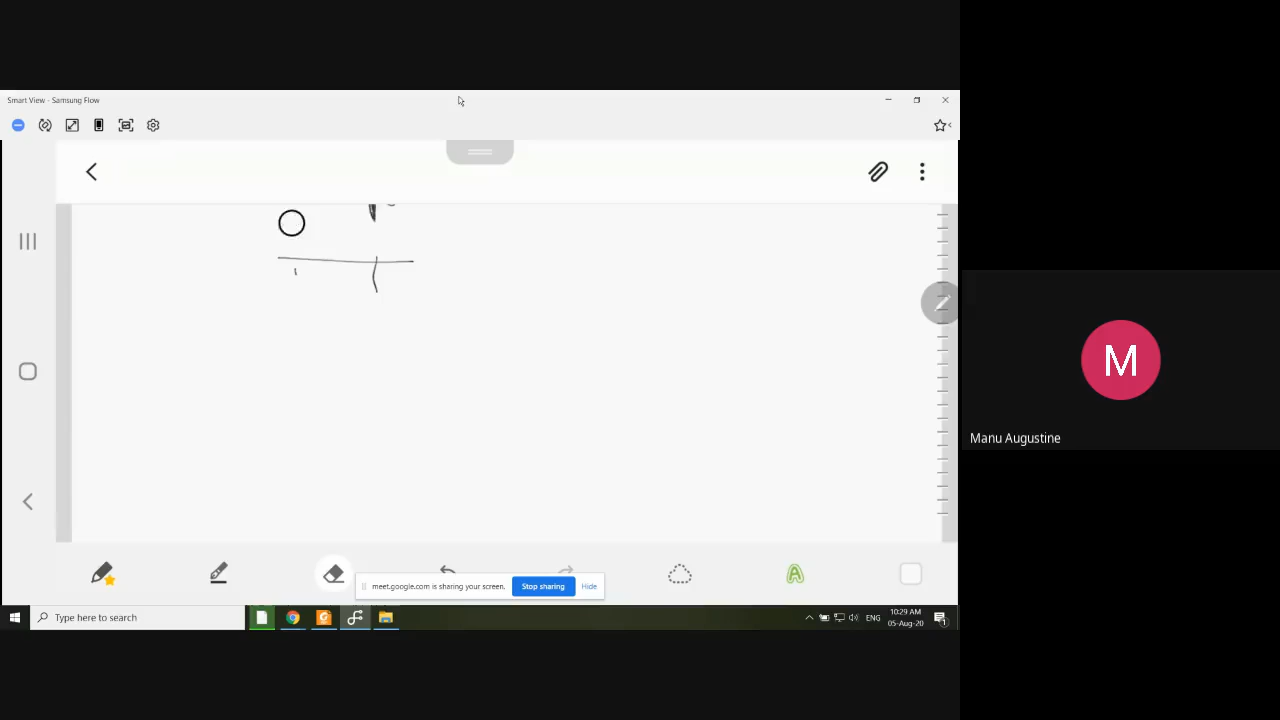 Smart View - Samsung Flow
M
Manu Augustine
A
meet.google.com is sharing your screen.
Stop sharing
Hide
Type here to search
ENG
10:29 AM
05-Aug-20
1